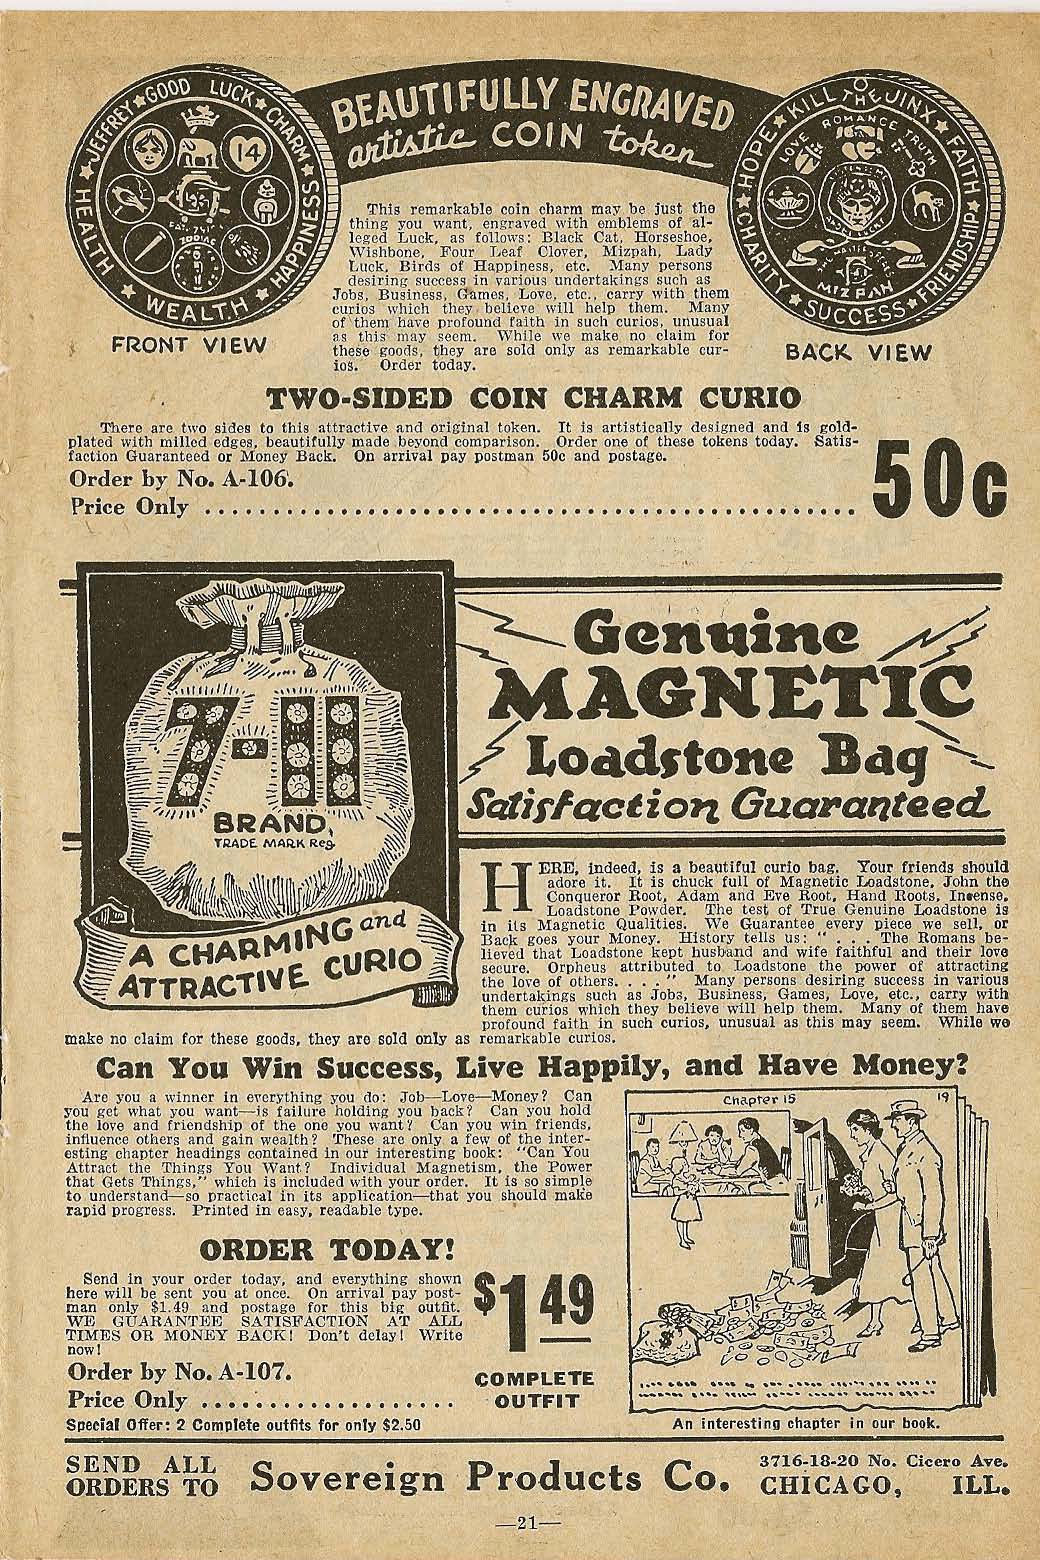 BEAUTIFULLY ENGRAVED
artistic COIN token
JEFFREY ★ GOOD LUCK ★ CHARM ★ HAPPINESS ★ WEALTH ★ HEALTH ★
14
ZODIAC
FRONT VIEW
HOPE ★ KILL THE JINX ★ FAITH ★ FRIENDSHIP ★ SUCCESS ★ CHARITY ★
LOVE ROMANCE TRUTH
MIZPAH
BACK VIEW
This remarkable coin charm may be just the
thing you want, engraved with emblems of al-
leged Luck, as follows: Black Cat, Horseshoe,
Wishbone, Four Leaf Clover, Mizpah, Lady
Luck, Birds of Happiness, etc. Many persons
desiring success in various undertakings such as
Jobs, Business, Games, Love, etc., carry with them
curios which they believe will help them. Many
of them have profound faith in such curios, unusual
as this may seem. While we make no claim for
these goods, they are sold only as remarkable cur-
ios. Order today.
TWO-SIDED COIN CHARM CURIO
There are two sides to this attractive and original token. It is artistically designed and is gold-
plated with milled edges, beautifully made beyond comparison. Order one of these tokens today. Satis-
faction Guaranteed or Money Back. On arrival pay postman 50c and postage.
Order by No. A-106.
Price Only ................................................ 50c
7-11
BRAND,
TRADE MARK Reg.
A CHARMING and
ATTRACTIVE CURIO
Genuine
MAGNETIC
Loadstone Bag
Satisfaction Guaranteed
HERE, indeed, is a beautiful curio bag. Your friends should
adore it. It is chuck full of Magnetic Loadstone, John the
Conqueror Root, Adam and Eve Root, Hand Roots, Incense,
Loadstone Powder. The test of True Genuine Loadstone is
in its Magnetic Qualities. We Guarantee every piece we sell, or
Back goes your Money. History tells us: " . . . The Romans be-
lieved that Loadstone kept husband and wife faithful and their love
secure. Orpheus attributed to Loadstone the power of attracting
the love of others. . . . " Many persons desiring success in various
undertakings such as Jobs, Business, Games, Love, etc., carry with
them curios which they believe will help them. Many of them have
profound faith in such curios, unusual as this may seem. While we
make no claim for these goods, they are sold only as remarkable curios.
Can You Win Success, Live Happily, and Have Money?
Are you a winner in everything you do: Job—Love—Money? Can
you get what you want—is failure holding you back? Can you hold
the love and friendship of the one you want? Can you win friends,
influence others and gain wealth? These are only a few of the inter-
esting chapter headings contained in our interesting book: "Can You
Attract the Things You Want? Individual Magnetism, the Power
that Gets Things," which is included with your order. It is so simple
to understand—so practical in its application—that you should make
rapid progress. Printed in easy, readable type.
ORDER TODAY!
Send in your order today, and everything shown
here will be sent you at once. On arrival pay post-
man only $1.49 and postage for this big outfit.
WE GUARANTEE SATISFACTION AT ALL
TIMES OR MONEY BACK! Don't delay! Write
now!
Order by No. A-107.
Price Only ...................
Special Offer: 2 Complete outfits for only $2.50
$1 49
COMPLETE
OUTFIT
Chapter 15
19
$
An interesting chapter in our book.
SEND ALL
ORDERS TO
Sovereign Products Co.
3716-18-20 No. Cicero Ave.
CHICAGO, ILL.
—21—